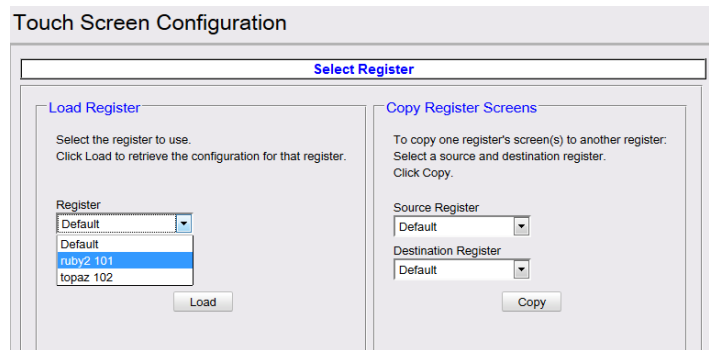 Touch Screen Configuration
Select Register
Load Register
Select the register to use.
Click Load to retrieve the configuration for that register.
Register
Default
Default
ruby2 101
topaz 102
Load
Copy Register Screens
To copy one register's screen(s) to another register:
Select a source and destination register.
Click Copy.
Source Register
Default
Destination Register
Default
Copy